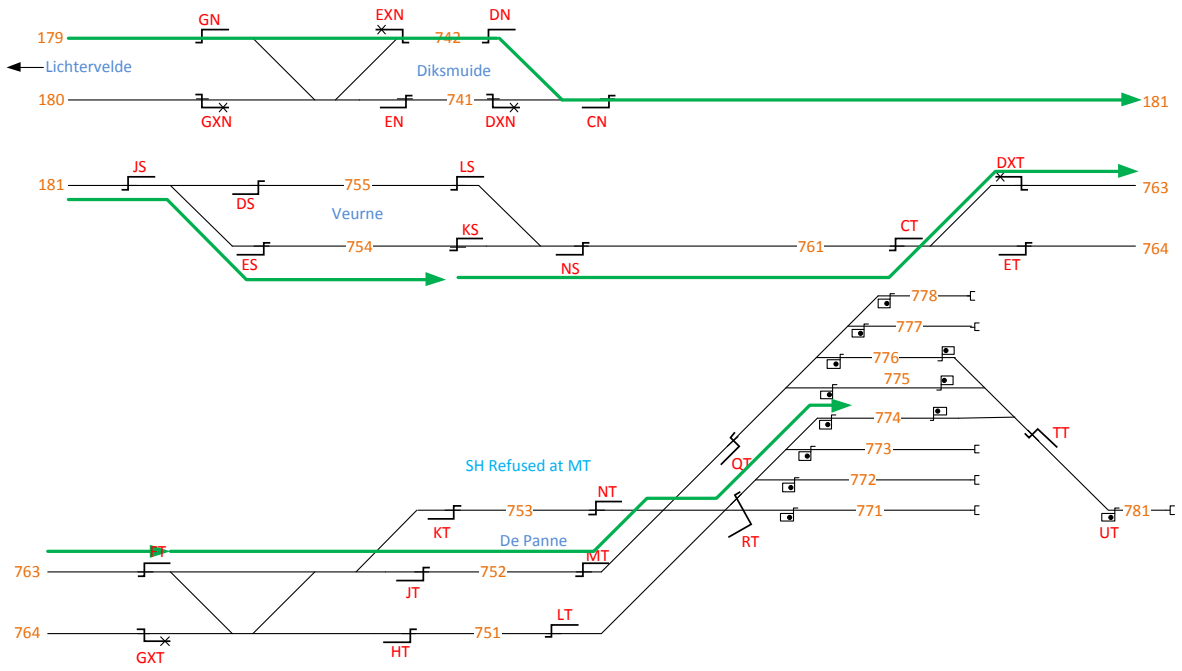 GN EXN DN
179 742
Lichtervelde Diksmuide
180 741 181
GXN EN DXN CN
JS LS DXT
181 755 763
DS
Veurne
KS CT
754 761 764
ES NS ET
778
777
776
775
774
TT
773
QT
SH Refused at MT
772
NT
753 771 781
KT UT
De Panne RT
FT MT
763 752
JT
LT
764 751
GXT HT